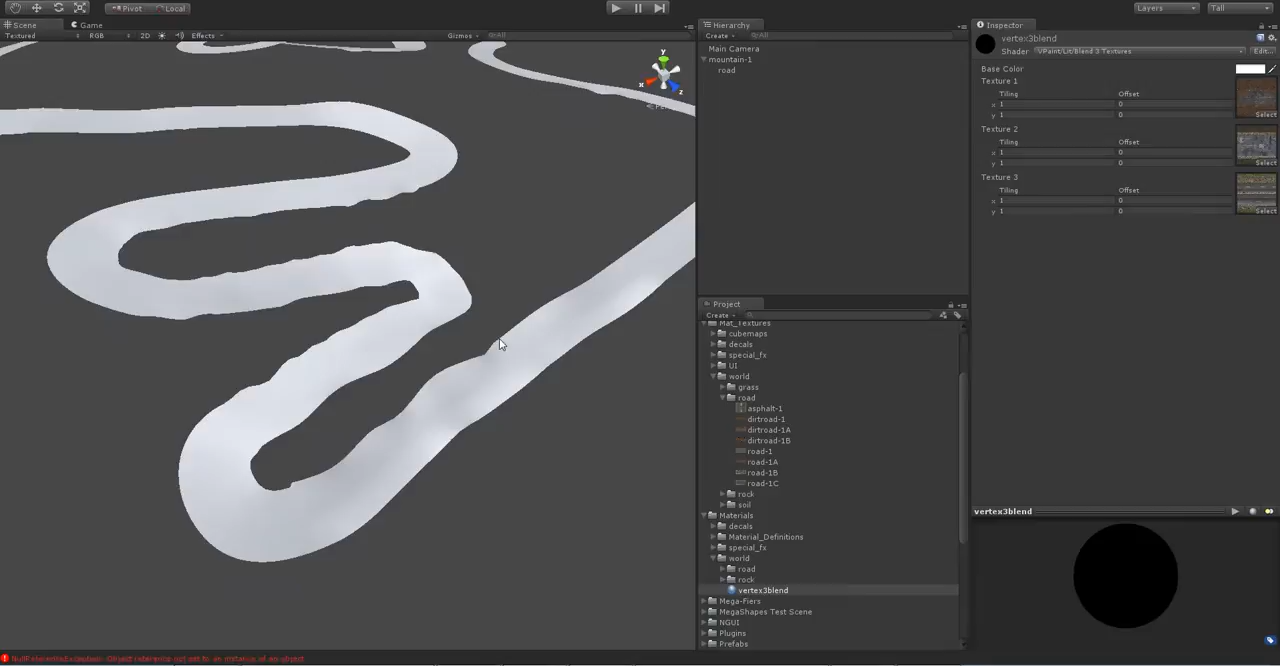 Pivot Local Layers Tall
Scene Game
Textured RGB 2D Effects Gizmos All
y
x
z
Hierarchy
Create All
Main Camera
mountain-1
road
Project
Create
Mat_Textures
cubemaps
decals
special_fx
UI
world
grass
road
asphalt-1
dirtroad-1
dirtroad-1A
dirtroad-1B
road-1
road-1A
road-1B
road-1C
rock
soil
Materials
decals
Material_Definitions
special_fx
world
road
rock
vertex3blend
Mega-Fiers
MegaShapes Test Scene
NGUI
Plugins
Prefabs
Inspector
vertex3blend
Shader VPaint/Lit/Blend 3 Textures Edit...
Base Color
Texture 1
Tiling Offset
x 1 0
y 1 0
Select
Texture 2
Tiling Offset
x 1 0
y 1 0
Select
Texture 3
Tiling Offset
x 1 0
y 1 0
Select
vertex3blend
NullReferenceException: Object reference not set to an instance of an object